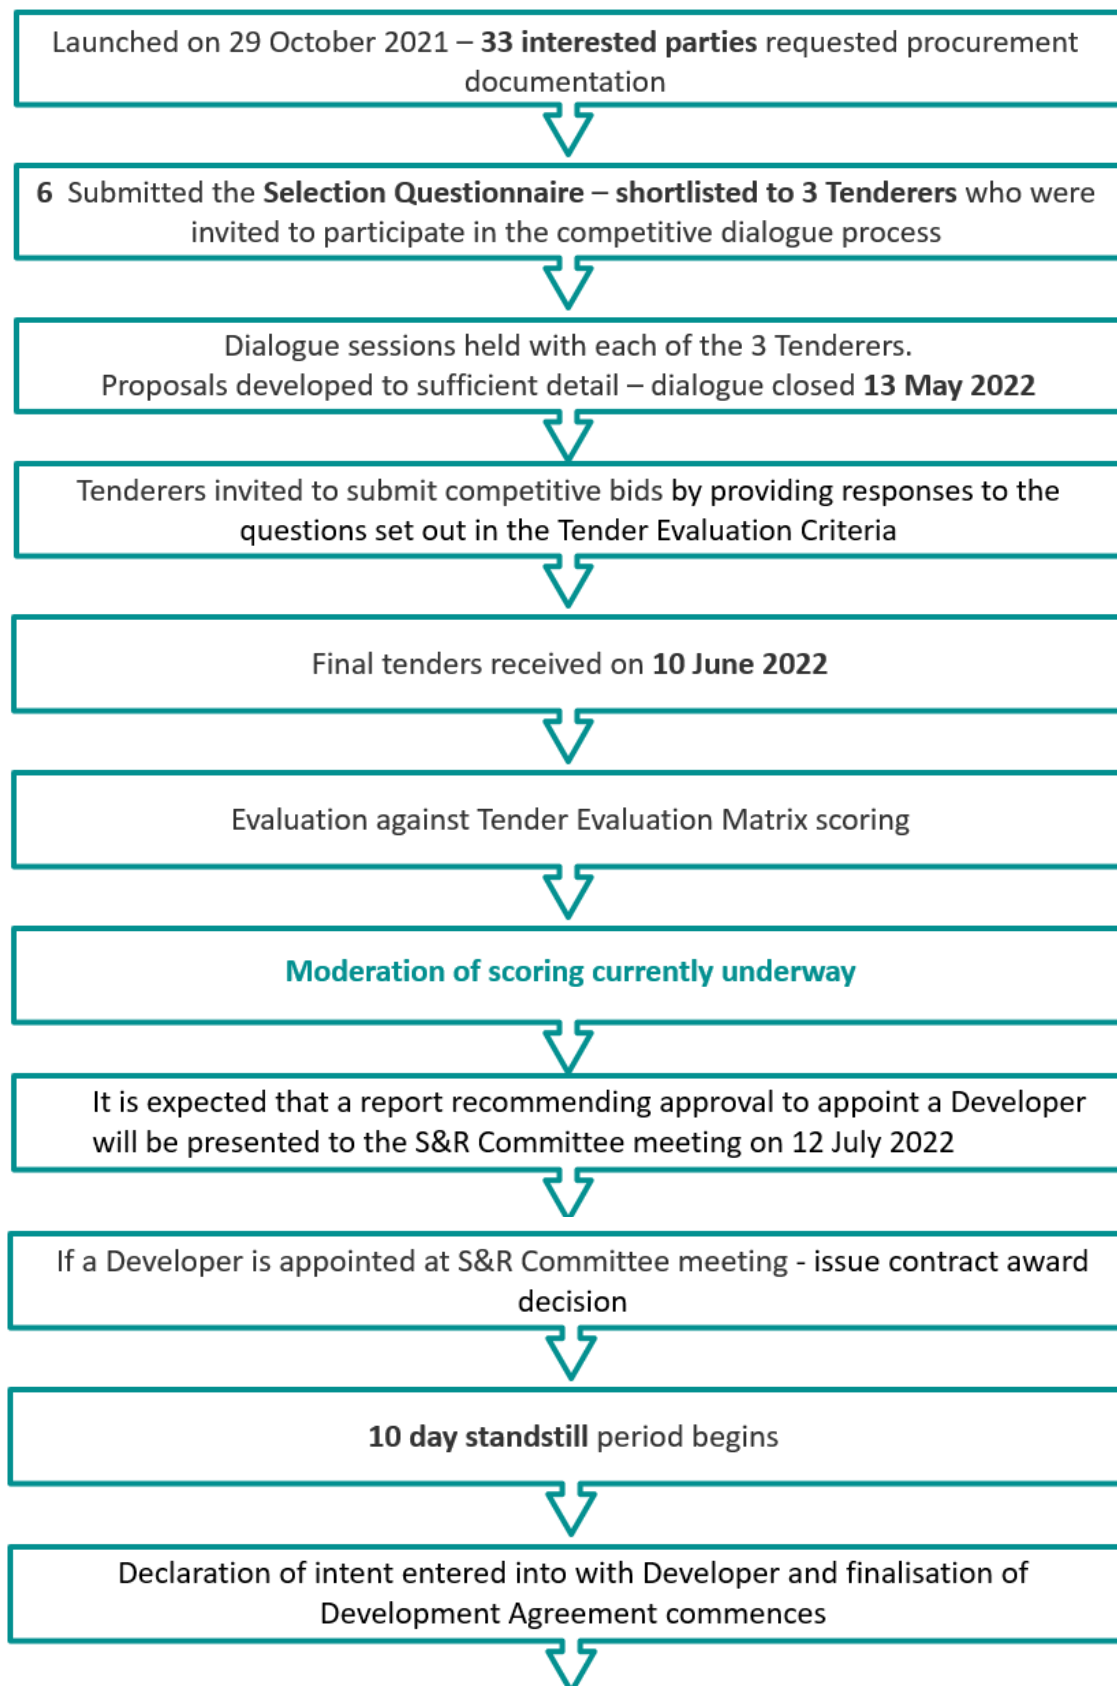 Launched on 29 October 2021 – 33 interested parties requested procurement
documentation
6 Submitted the Selection Questionnaire – shortlisted to 3 Tenderers who were
invited to participate in the competitive dialogue process
Dialogue sessions held with each of the 3 Tenderers.
Proposals developed to sufficient detail – dialogue closed 13 May 2022
Tenderers invited to submit competitive bids by providing responses to the
questions set out in the Tender Evaluation Criteria
Final tenders received on 10 June 2022
Evaluation against Tender Evaluation Matrix scoring
Moderation of scoring currently underway
It is expected that a report recommending approval to appoint a Developer
will be presented to the S&R Committee meeting on 12 July 2022
If a Developer is appointed at S&R Committee meeting - issue contract award
decision
10 day standstill period begins
Declaration of intent entered into with Developer and finalisation of
Development Agreement commences